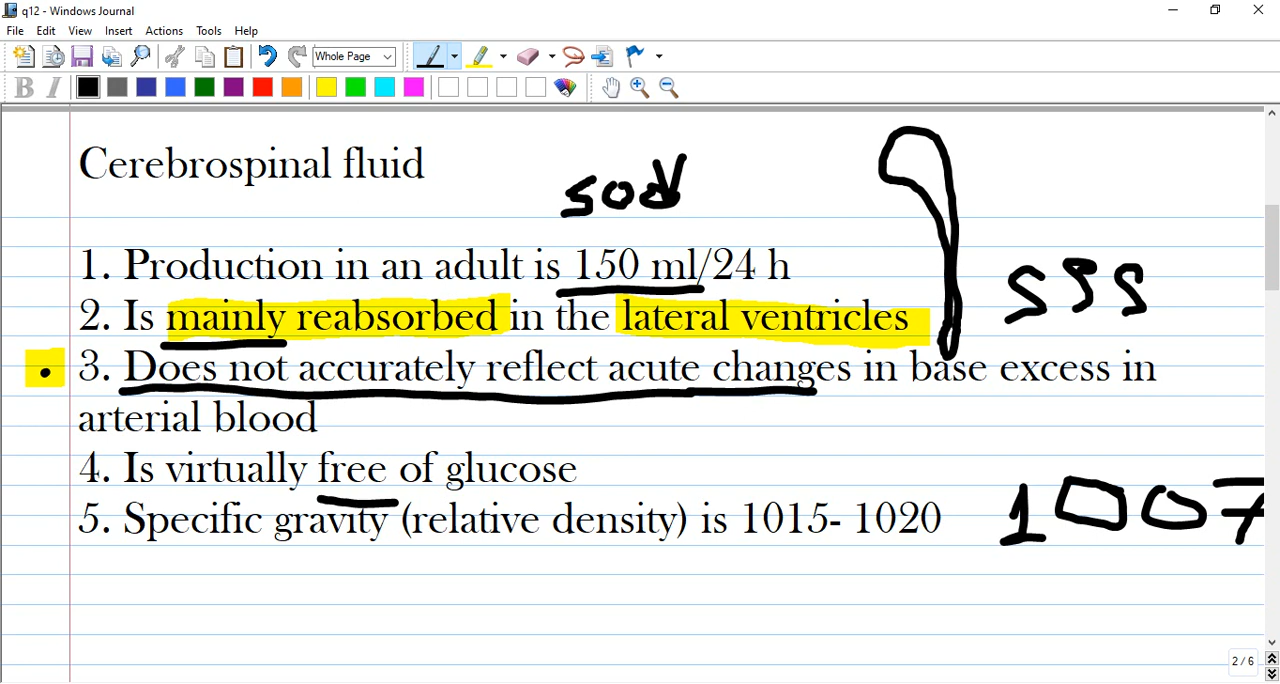 q12 - Windows Journal
File Edit View Insert Actions Tools Help
Whole Page
B I
Cerebrospinal fluid
1. Production in an adult is 150 ml/24 h
2. Is mainly reabsorbed in the lateral ventricles
SSS
3. Does not accurately reflect acute changes in base excess in
arterial blood
4. Is virtually free of glucose
5. Specific gravity (relative density) is 1015- 1020
1007
2 / 6